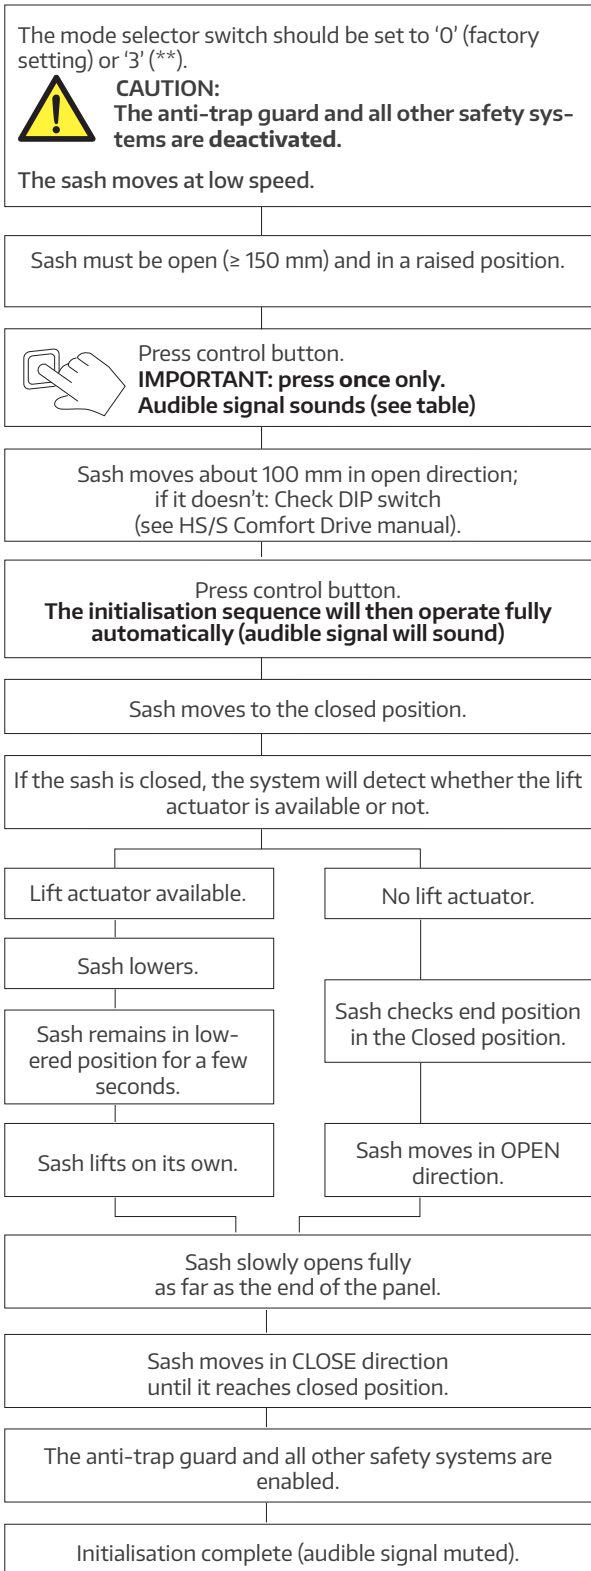 The mode selector switch should be set to ‘0’ (factory
setting) or ‘3’ (**).
CAUTION:
The anti-trap guard and all other safety sys-
tems are deactivated.
The sash moves at low speed.
Sash must be open (≥ 150 mm) and in a raised position.
Press control button.
IMPORTANT: press once only.
Audible signal sounds (see table)
Sash moves about 100 mm in open direction;
if it doesn't: Check DIP switch
(see HS/S Comfort Drive manual).
Press control button.
The initialisation sequence will then operate fully
automatically (audible signal will sound)
Sash moves to the closed position.
If the sash is closed, the system will detect whether the lift
actuator is available or not.
Lift actuator available.
Sash lowers.
Sash remains in low-
ered position for a few
seconds.
Sash lifts on its own.
No lift actuator.
Sash checks end position
in the Closed position.
Sash moves in OPEN
direction.
Sash slowly opens fully
as far as the end of the panel.
Sash moves in CLOSE direction
until it reaches closed position.
The anti-trap guard and all other safety systems are
enabled.
Initialisation complete (audible signal muted).